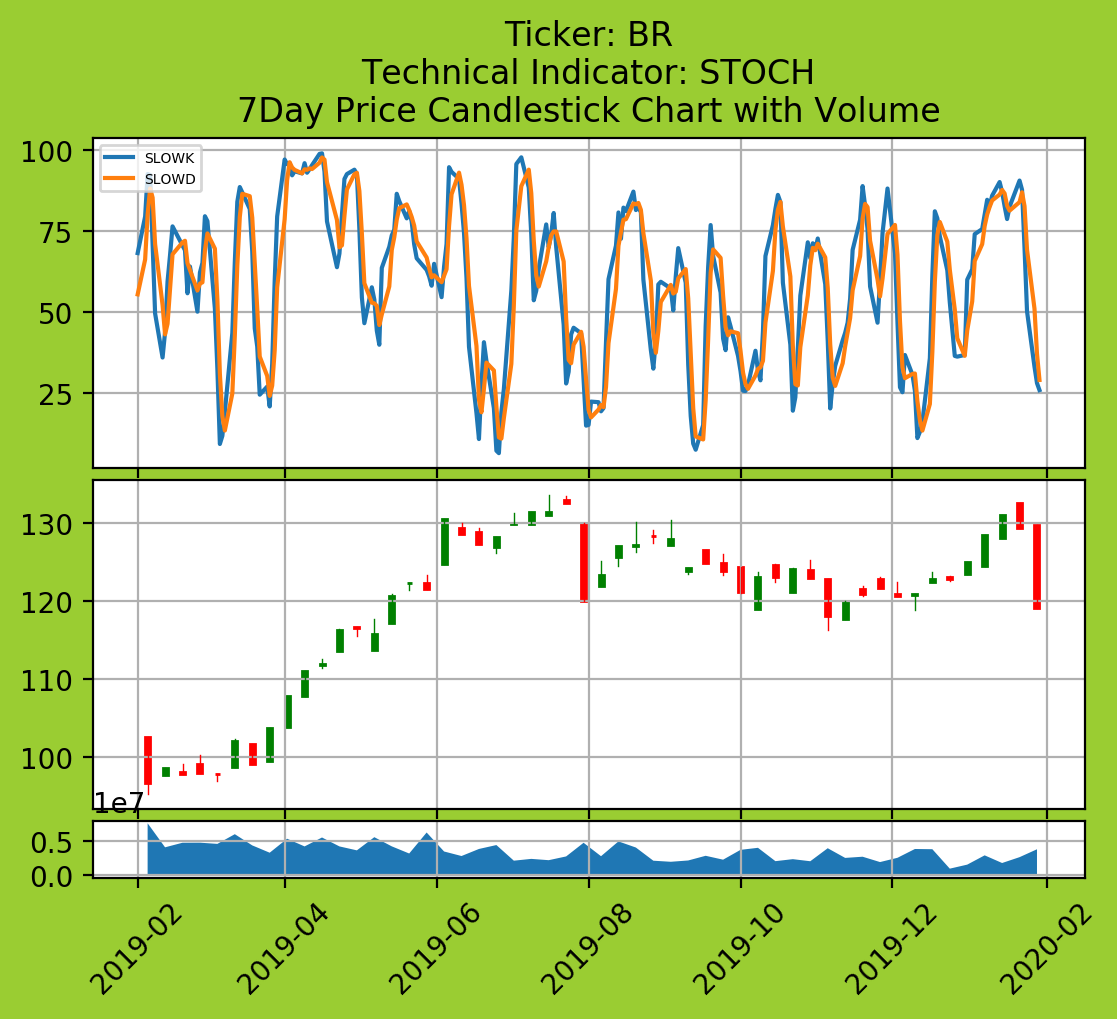 Ticker: BR
Technical Indicator: STOCH
7Day Price Candlestick Chart with Volume
SLOWK
SLOWD
100
75
50
25
130
120
110
100
1e7
0.5
0.0
2019-02
2019-04
2019-06
2019-08
2019-10
2019-12
2020-02